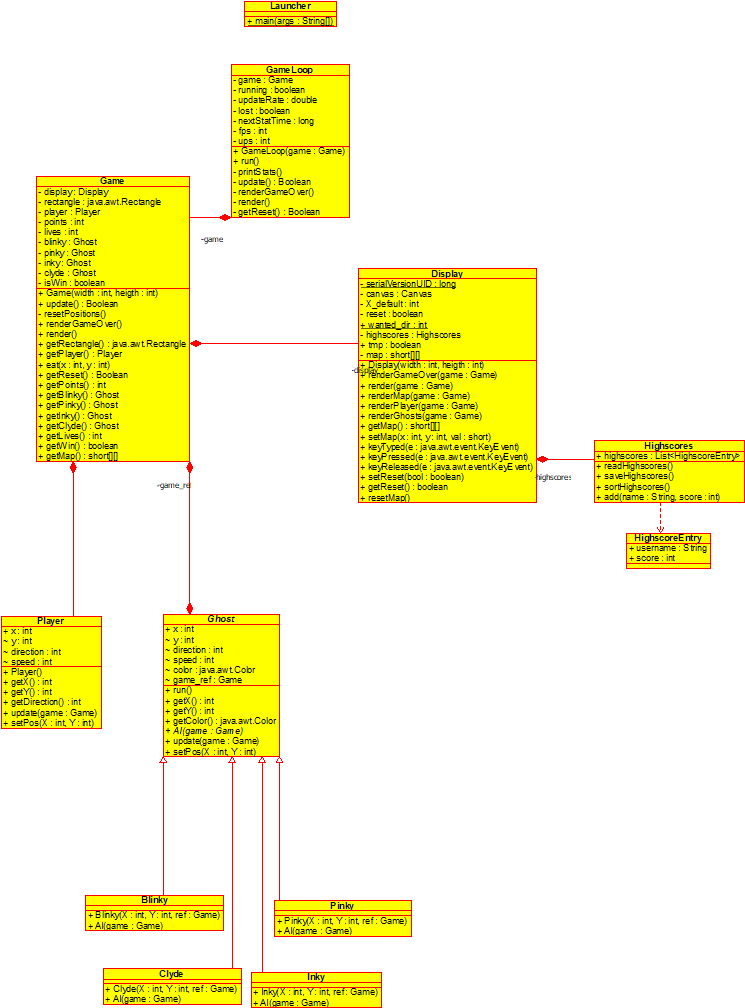 Launcher
+ main(args : String[])
GameLoop
- game : Game
- running : boolean
- updateRate : double
- lost : boolean
- nextStatTime : long
- fps : int
- ups : int
+ GameLoop(game : Game)
+ run()
- printStats()
- update() : Boolean
- renderGameOver()
- render()
- getReset() : Boolean
Game
- display: Display
- rectangle : java.awt.Rectangle
- player : Player
- points : int
- lives : int
- blinky : Ghost
- pinky : Ghost
- inky : Ghost
- clyde : Ghost
- isWin : boolean
+ Game(width : int, heigth : int)
+ update() : Boolean
- resetPositions()
+ renderGameOver()
+ render()
+ getRectangle() : java.awt.Rectangle
+ getPlayer() : Player
+ eat(x : int, y : int)
+ getReset() : Boolean
+ getPoints() : int
+ getBlinky() : Ghost
+ getPinky() : Ghost
+ getInky() : Ghost
+ getClyde() : Ghost
+ getLives() : int
+ getWin() : boolean
+ getMap() : short[][]
-game
Display
- serialVersionUID : long
- canvas : Canvas
- X_default : int
- reset : boolean
+ wanted_dir : int
- highscores : Highscores
+ tmp : boolean
- map : short[][]
+ Display(width : int, heigth : int)
+ renderGameOver(game : Game)
+ render(game : Game)
+ renderMap(game : Game)
+ renderPlayer(game : Game)
+ renderGhosts(game : Game)
+ getMap() : short[][]
+ setMap(x : int, y : int, val : short)
+ keyTyped(e : java.awt.event.KeyEvent)
+ keyPressed(e : java.awt.event.KeyEvent)
+ keyReleased(e : java.awt.event.KeyEvent)
+ setReset(bool : boolean)
+ getReset() : boolean
+ resetMap()
-display
-highscores
Highscores
+ highscores : List<HighscoreEntry>
+ readHighscores()
+ saveHighscores()
+ sortHighscores()
+ add(name : String, score : int)
HighscoreEntry
+ username : String
+ score : int
-game_ref
Player
+ x : int
~ y : int
~ direction : int
~ speed : int
+ Player()
+ getX() : int
+ getY() : int
+ getDirection() : int
+ update(game : Game)
+ setPos(X : int, Y : int)
Ghost
+ x : int
~ y : int
~ direction : int
~ speed : int
~ color : java.awt.Color
~ game_ref : Game
+ run()
+ getX() : int
+ getY() : int
+ getColor() : java.awt.Color
+ AI(game : Game)
+ update(game : Game)
+ setPos(X : int, Y : int)
Blinky
+ Blinky(X : int, Y : int, ref : Game)
+ AI(game : Game)
Pinky
+ Pinky(X : int, Y : int, ref : Game)
+ AI(game : Game)
Clyde
+ Clyde(X : int, Y : int, ref : Game)
+ AI(game : Game)
Inky
+ Inky(X : int, Y : int, ref : Game)
+ AI(game : Game)